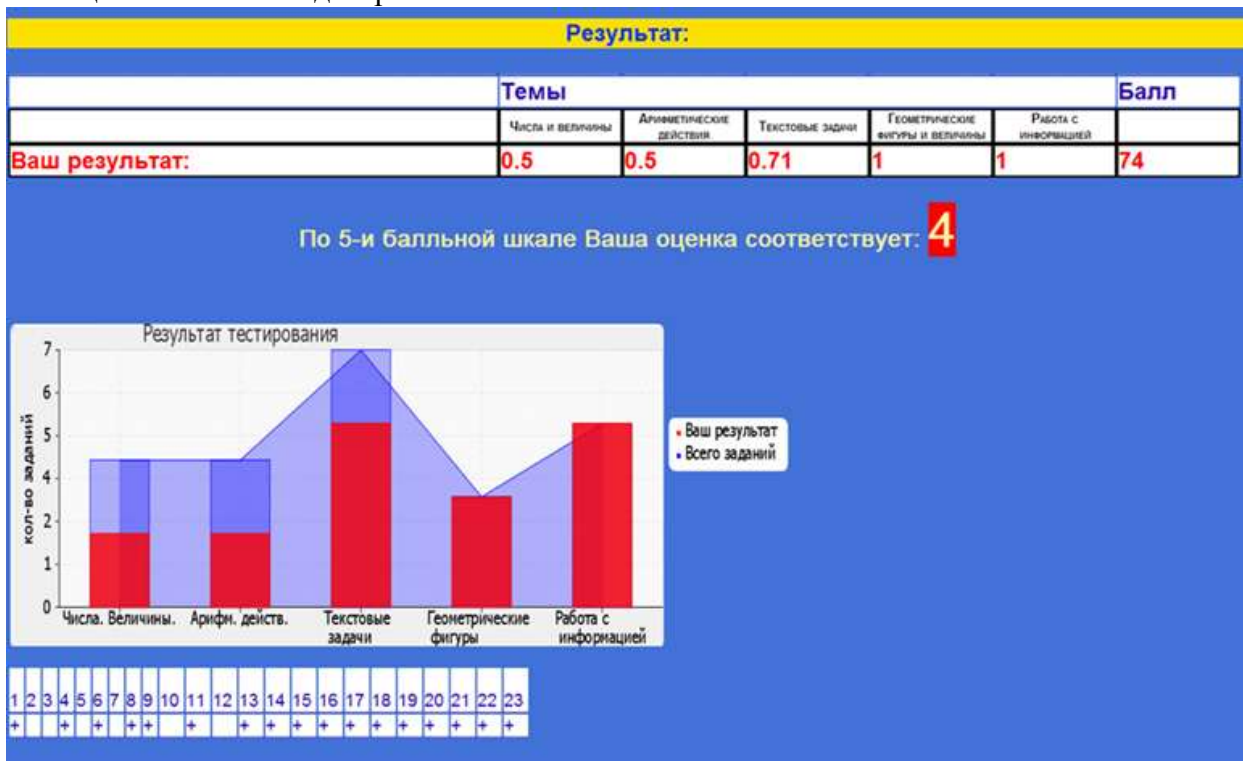 Результат:
Темы Балл
Числа и величины Арифметические действия Текстовые задачи Геометрические фигуры и величины Работа с информацией
Ваш результат: 0.5 0.5 0.71 1 1 74
По 5-и балльной шкале Ваша оценка соответствует: 4
Результат тестирования
7
6
5
4
2
1
0
кол-во заданий
Ваш результат
Всего заданий
Числа. Величины. Арифм. действ. Текстовые задачи Геометрические фигуры Работа с информацией
1 2 3 4 5 6 7 8 9 10 11 12 13 14 15 16 17 18 19 20 21 22 23
+ + + + + + + + + + + + + + + + +